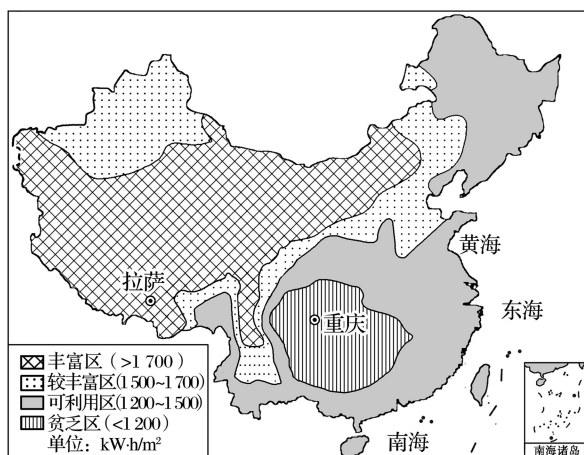 拉萨
重庆
黄海
东海
南海
丰富区（>1 700）
较丰富区(1 500~1 700)
可利用区(1 200~1 500)
贫乏区（<1 200）
单位：kW·h/m²
南海诸岛